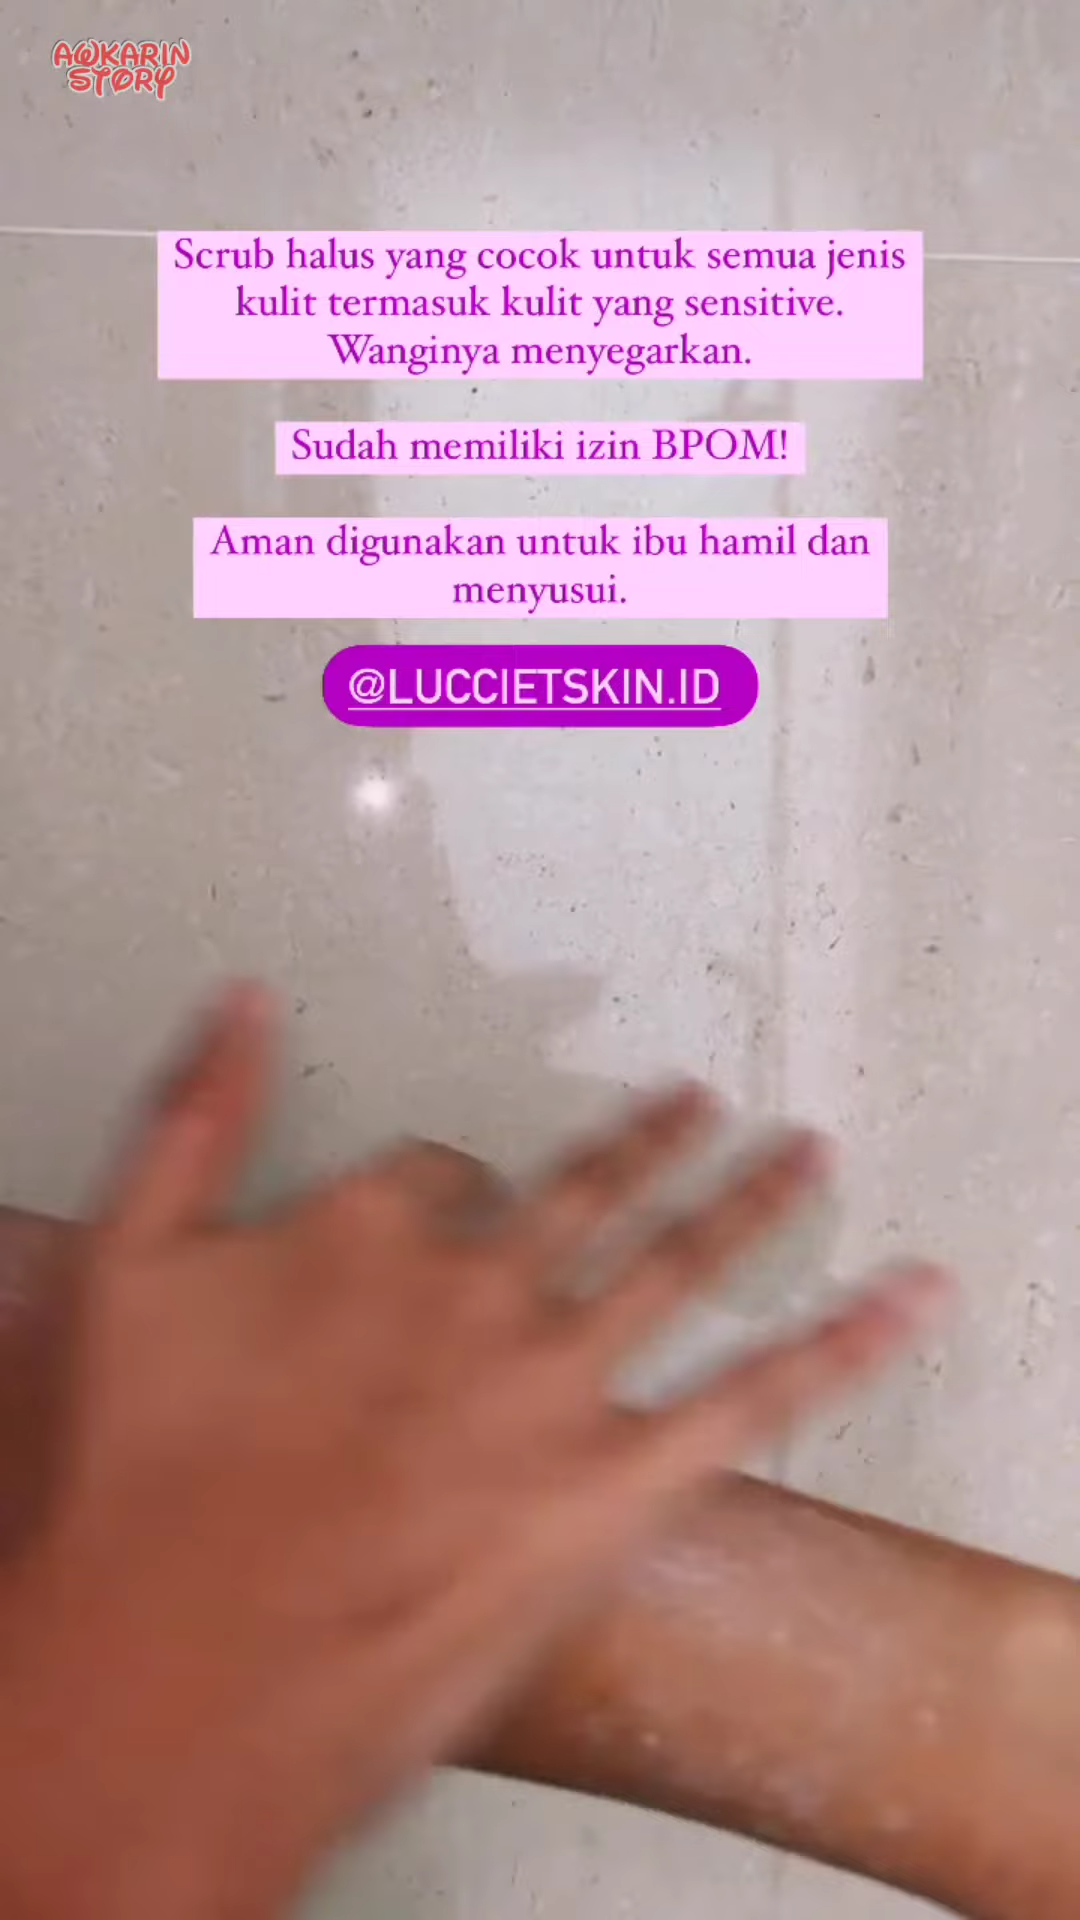 AWKARIN
STORY
Scrub halus yang cocok untuk semua jenis
kulit termasuk kulit yang sensitive.
Wanginya menyegarkan.
Sudah memiliki izin BPOM!
Aman digunakan untuk ibu hamil dan
menyusui.
@LUCCIETSKIN.ID